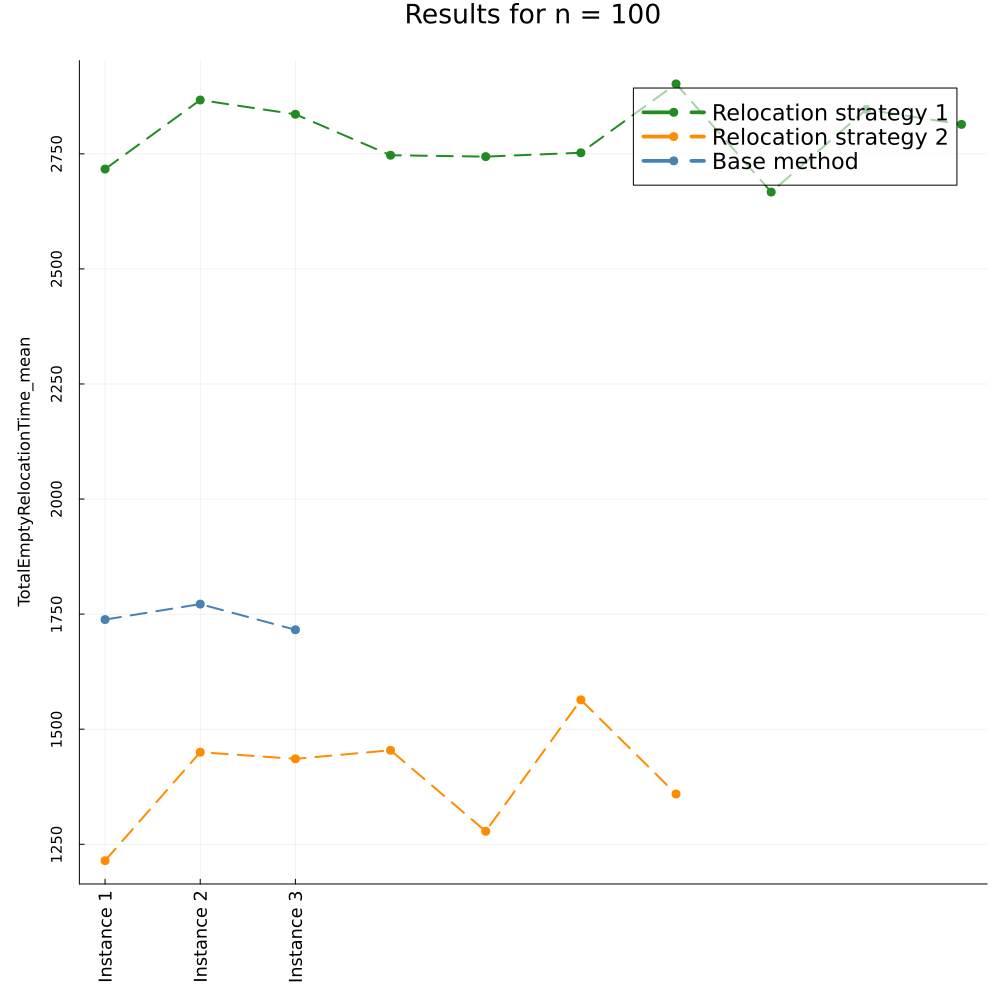 Results for n = 100
Relocation strategy 1
Relocation strategy 2
Base method
TotalEmptyRelocationTime_mean
2750
2500
2250
2000
1750
1500
1250
Instance 1
Instance 2
Instance 3